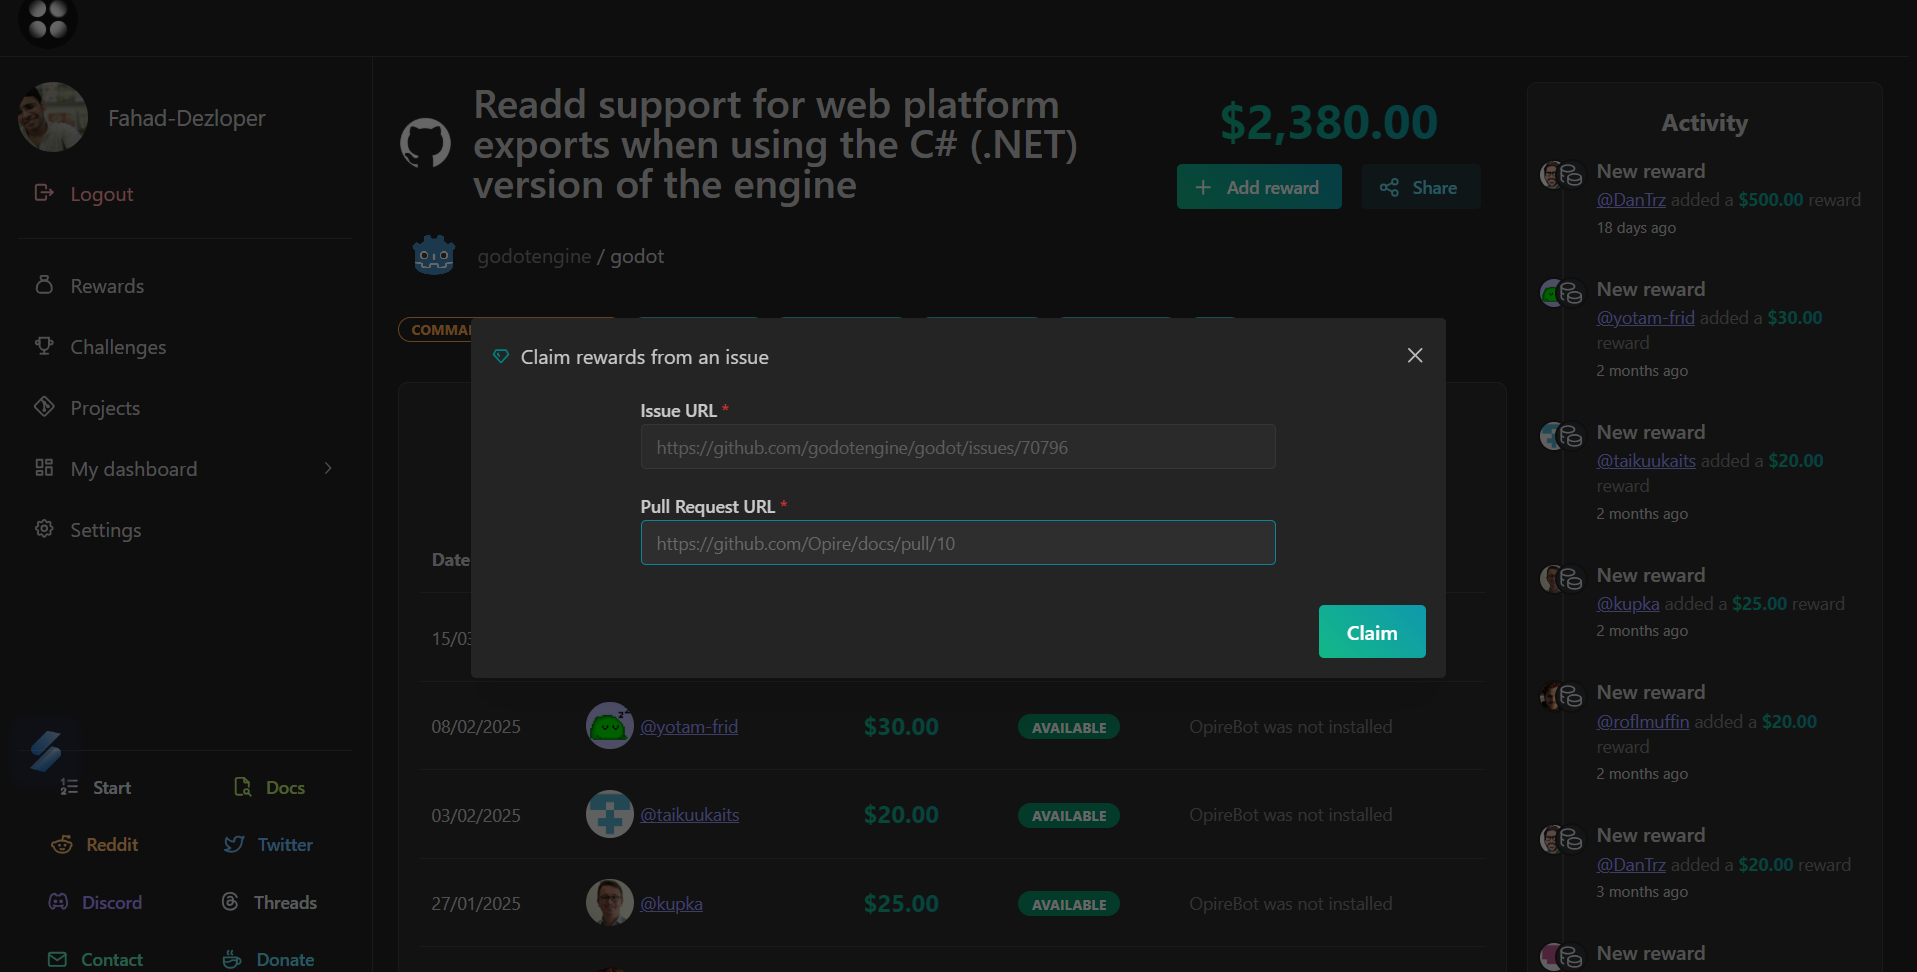 Fahad-Dezloper
Logout
Rewards
Challenges
Projects
My dashboard
Settings
Start
Docs
Reddit
Twitter
Discord
Threads
Contact
Donate
Readd support for web platform
exports when using the C# (.NET)
version of the engine
$2,380.00
Add reward
Share
godotengine / godot
Claim rewards from an issue
Issue URL *
https://github.com/godotengine/godot/issues/70796
Pull Request URL *
https://github.com/Opire/docs/pull/10
Claim
Date
08/02/2025 @yotam-frid $30.00 AVAILABLE OpireBot was not installed
03/02/2025 @taikuukaits $20.00 AVAILABLE OpireBot was not installed
27/01/2025 @kupka $25.00 AVAILABLE OpireBot was not installed
Activity
New reward
@DanTrz added a $500.00 reward
18 days ago
New reward
@yotam-frid added a $30.00
reward
2 months ago
New reward
@taikuukaits added a $20.00
reward
2 months ago
New reward
@kupka added a $25.00 reward
2 months ago
New reward
@roflmuffin added a $20.00
reward
2 months ago
New reward
@DanTrz added a $20.00 reward
3 months ago
New reward